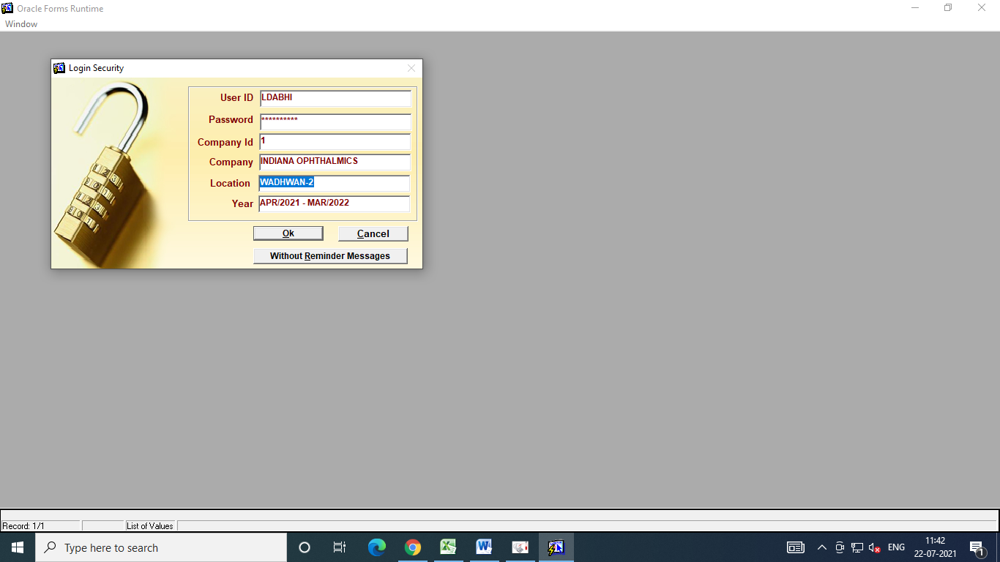 Oracle Forms Runtime
Window
Login Security
User ID LDABHI
Password **********
Company Id 1
Company INDIANA OPHTHALMICS
Location WADHWAN-2
Year APR/2021 - MAR/2022
Ok Cancel
Without Reminder Messages
Record: 1/1 List of Values
Type here to search
ENG
11:42
22-07-2021
1